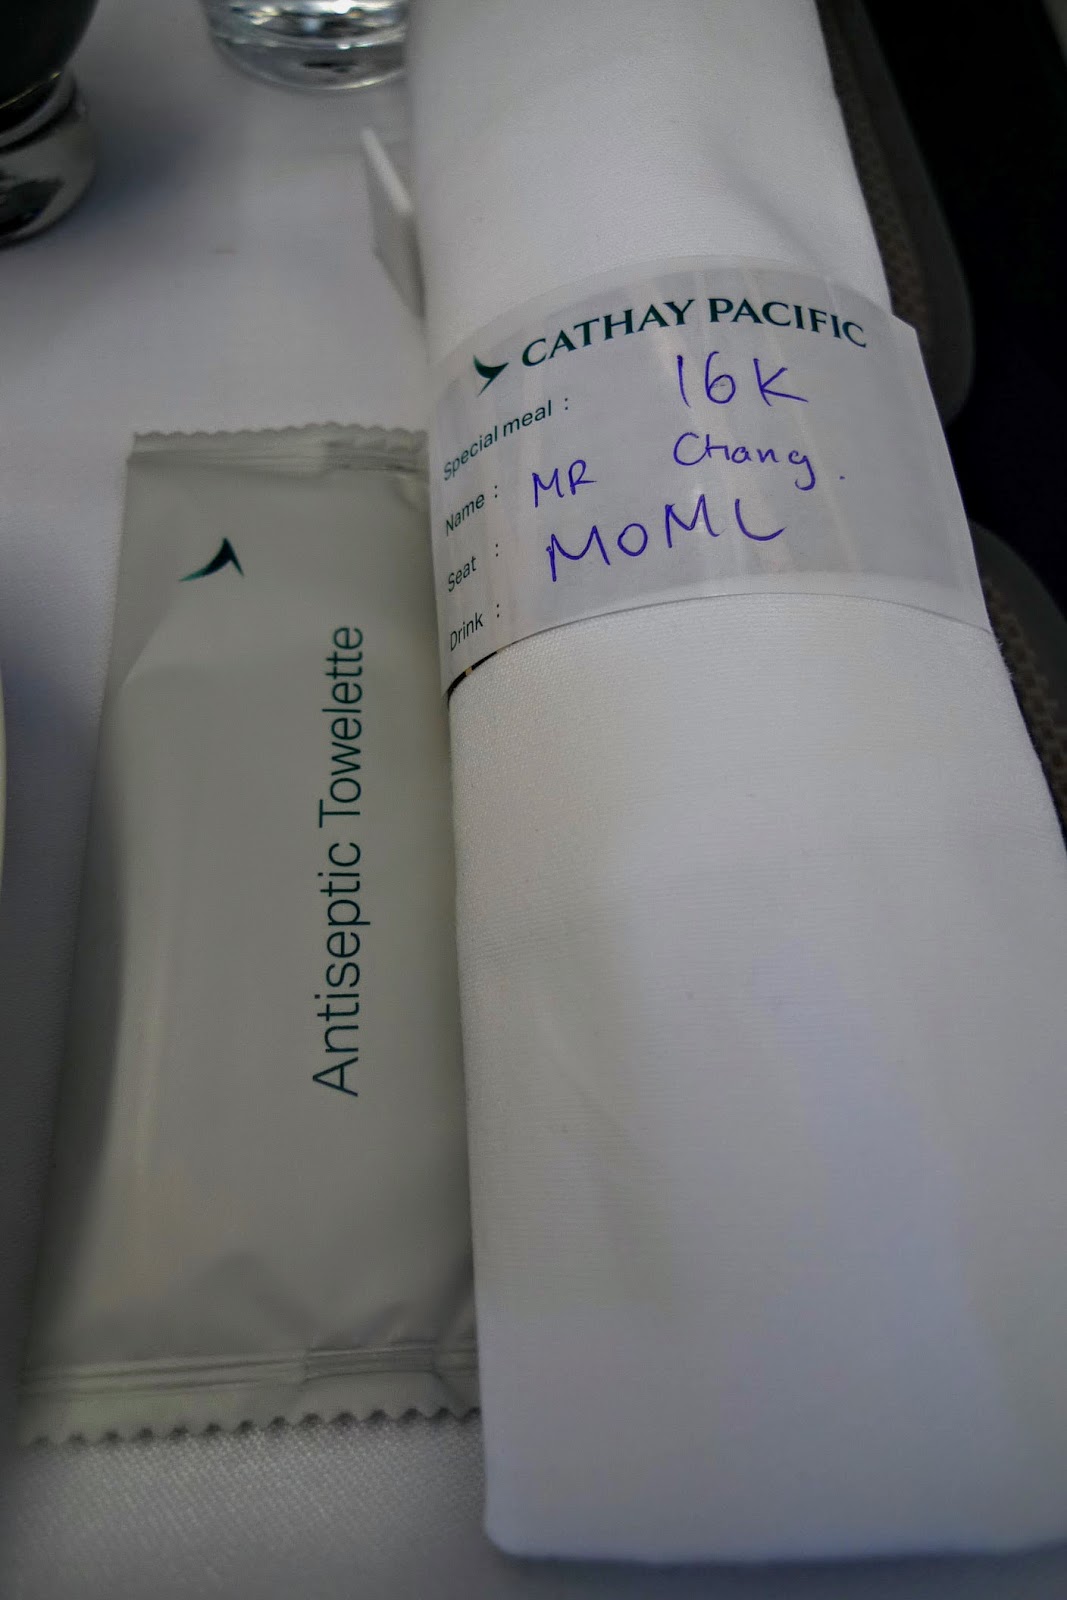 CATHAY PACIFIC
Special meal : 16K
Name : MR Chang.
Seat : MOML
Drink :
Antiseptic Towelette